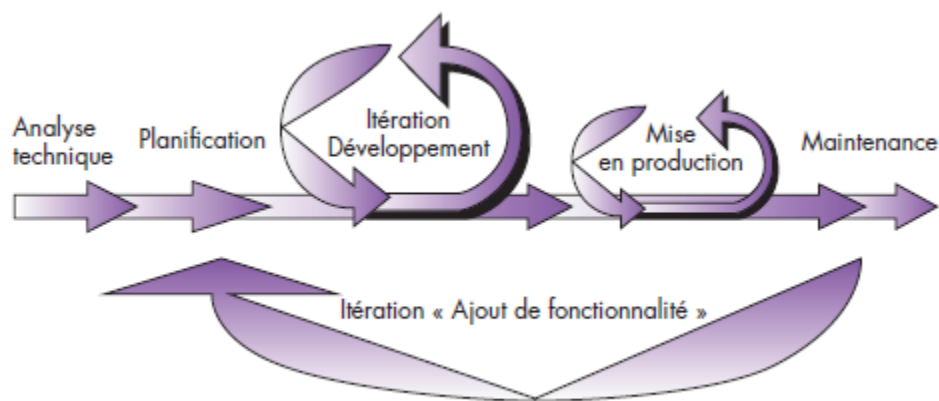 Analyse
technique
Planification
Itération
Développement
Mise
en production
Maintenance
Itération « Ajout de fonctionnalité »